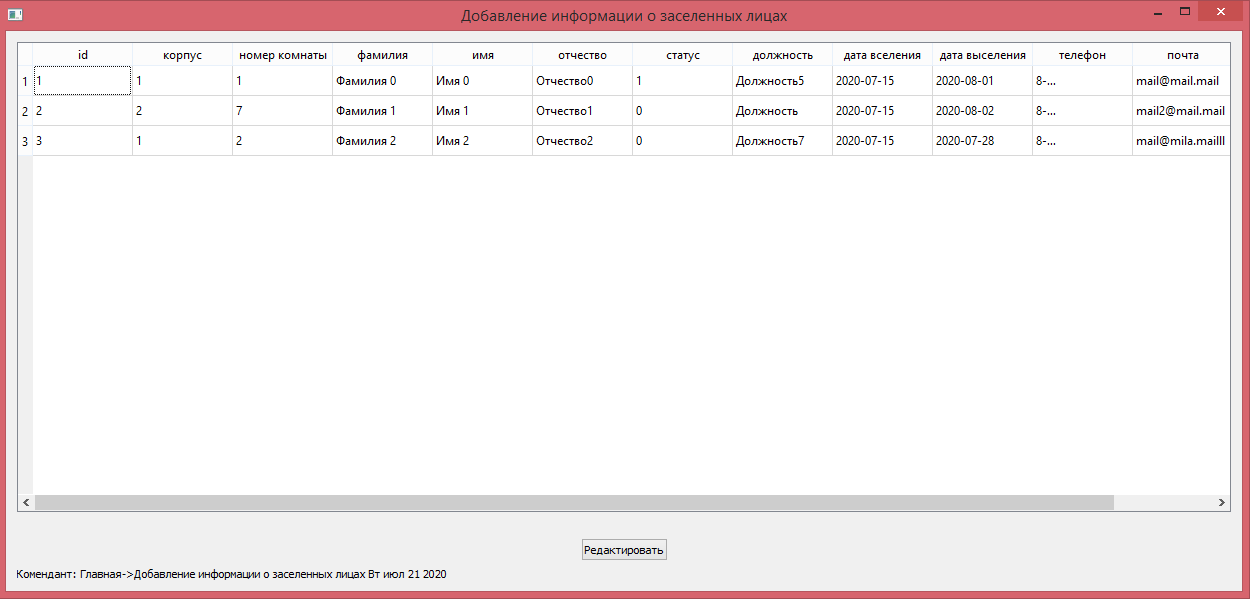 Добавление информации о заселенных лицах
id корпус номер комнаты фамилия имя отчество статус должность дата вселения дата выселения телефон почта
1 1 1 1 Фамилия 0 Имя 0 Отчество0 1 Должность5 2020-07-15 2020-08-01 8-... mail@mail.mail
2 2 2 7 Фамилия 1 Имя 1 Отчество1 0 Должность 2020-07-15 2020-08-02 8-... mail2@mail.mail
3 3 1 2 Фамилия 2 Имя 2 Отчество2 0 Должность7 2020-07-15 2020-07-28 8-... mail@mila.mailll
Редактировать
Комендант: Главная->Добавление информации о заселенных лицах Вт июл 21 2020